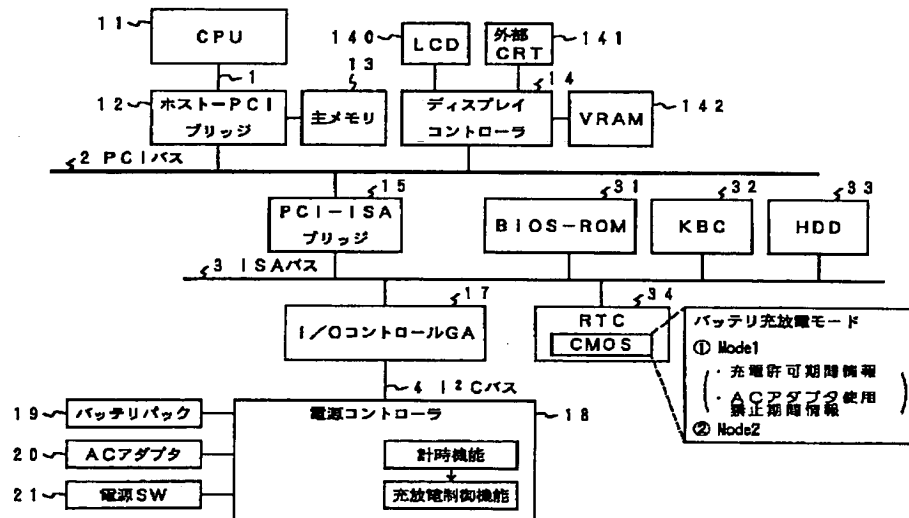 11
CPU
140
LCD
外部
CRT
141
1
13
14
12
ホストーPCI
ブリッジ
主メモリ
ディスプレイ
コントローラ
VRAM
142
2 PCIバス
15
31
32
33
PCI-ISA
ブリッジ
BIOS-ROM
KBC
HDD
3 ISAバス
17
34
I/OコントロールGA
RTC
CMOS
バッテリ充放電モード
① Mode1
・充電許可期間情報
・ACアダプタ使用
禁止期間情報
② Mode2
4 I²Cバス
19
バッテリパック
電源コントローラ
18
20
ACアダプタ
計時機能
21
電源SW
充放電制御機能